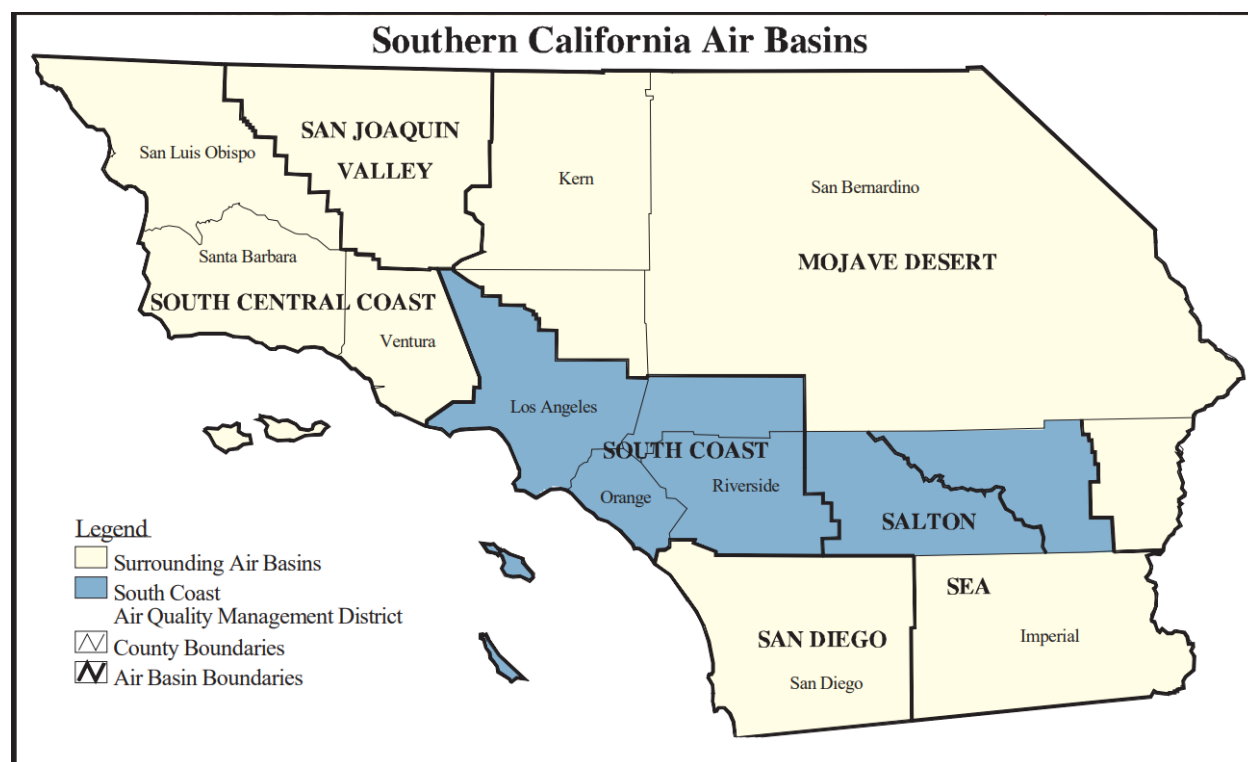 Southern California Air Basins
SAN JOAQUIN
VALLEY
San Luis Obispo
Kern
San Bernardino
Santa Barbara
MOJAVE DESERT
SOUTH CENTRAL COAST
Ventura
Los Angeles
SOUTH COAST
Orange
Riverside
SALTON
SEA
SAN DIEGO
San Diego
Imperial
Legend
Surrounding Air Basins
South Coast
Air Quality Management District
County Boundaries
Air Basin Boundaries